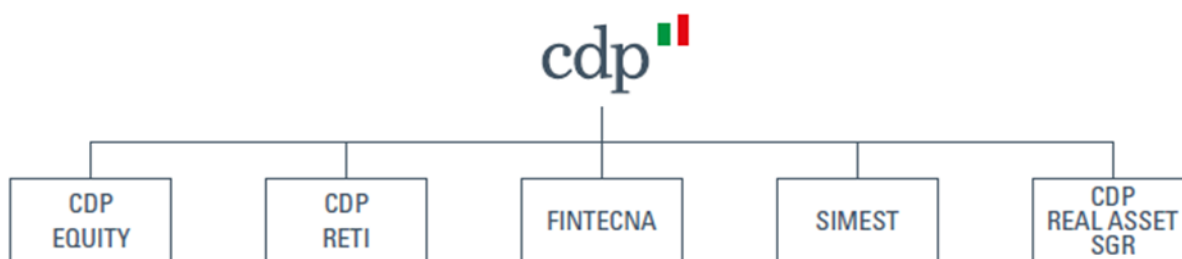 cdp
CDP
EQUITY
CDP
RETI
FINTECNA
SIMEST
CDP
REAL ASSET
SGR